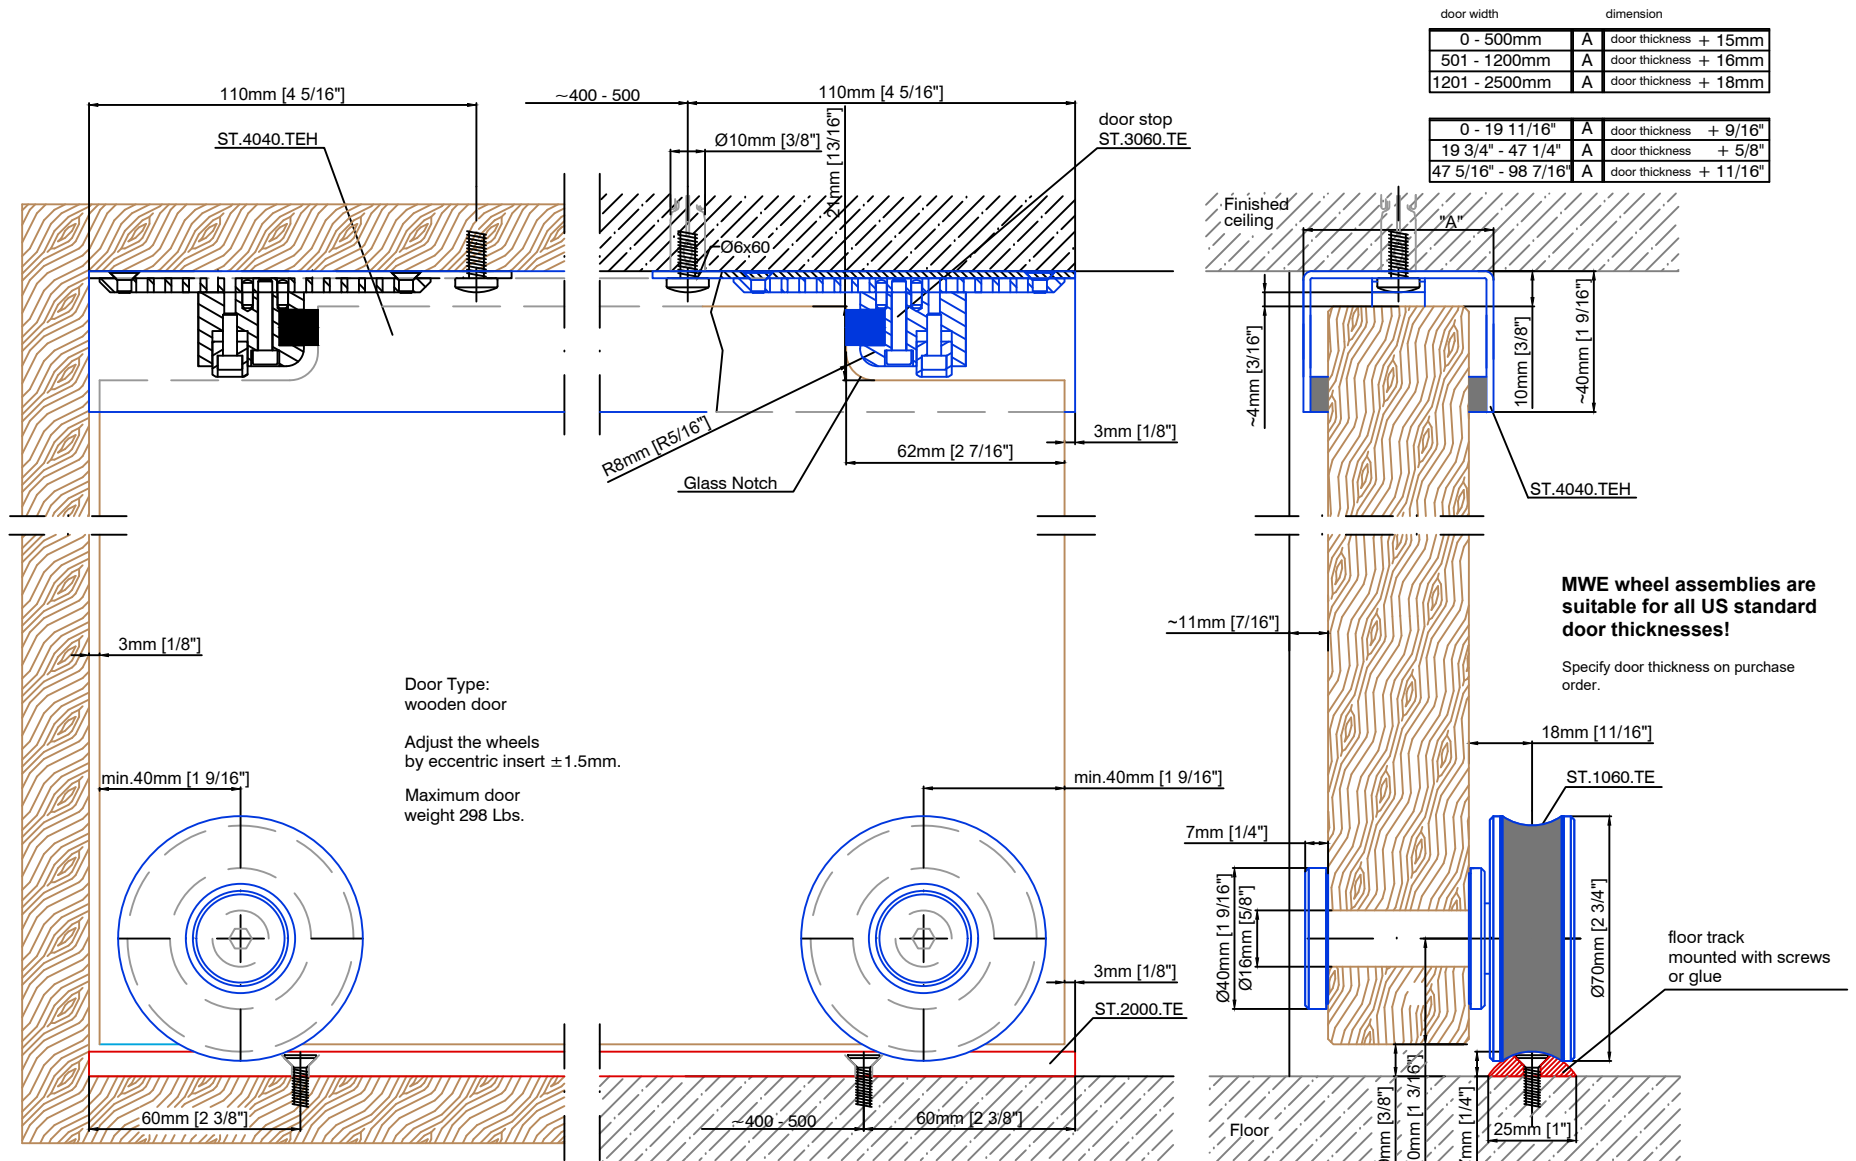 door width dimension
0 - 500mm A door thickness + 15mm
501 - 1200mm A door thickness + 16mm
1201 - 2500mm A door thickness + 18mm
0 - 19 11/16" A door thickness + 9/16"
19 3/4" - 47 1/4" A door thickness + 5/8"
47 5/16" - 98 7/16" A door thickness + 11/16"
110mm [4 5/16"]
~400 - 500
110mm [4 5/16"]
ST.4040.TEH
Ø10mm [3/8"]
21mm [13/16"]
door stop
ST.3060.TE
Ø6x60
Finished
ceiling
"A"
~4mm [3/16"]
10mm [3/8"]
~40mm [1 9/16"]
R8mm [R5/16"]
3mm [1/8"]
62mm [2 7/16"]
Glass Notch
ST.4040.TEH
MWE wheel assemblies are
suitable for all US standard
door thicknesses!
Specify door thickness on purchase
order.
~11mm [7/16"]
3mm [1/8"]
Door Type:
wooden door
Adjust the wheels
by eccentric insert ±1.5mm.
Maximum door
weight 298 Lbs.
min.40mm [1 9/16"]
min.40mm [1 9/16"]
18mm [11/16"]
ST.1060.TE
7mm [1/4"]
Ø40mm [1 9/16"]
Ø16mm [5/8"]
Ø70mm [2 3/4"]
floor track
mounted with screws
or glue
3mm [1/8"]
ST.2000.TE
60mm [2 3/8"]
~400 - 500
60mm [2 3/8"]
Floor
mm [3/8"]
0mm [1 3/16"]
mm [1/4"]
25mm [1"]